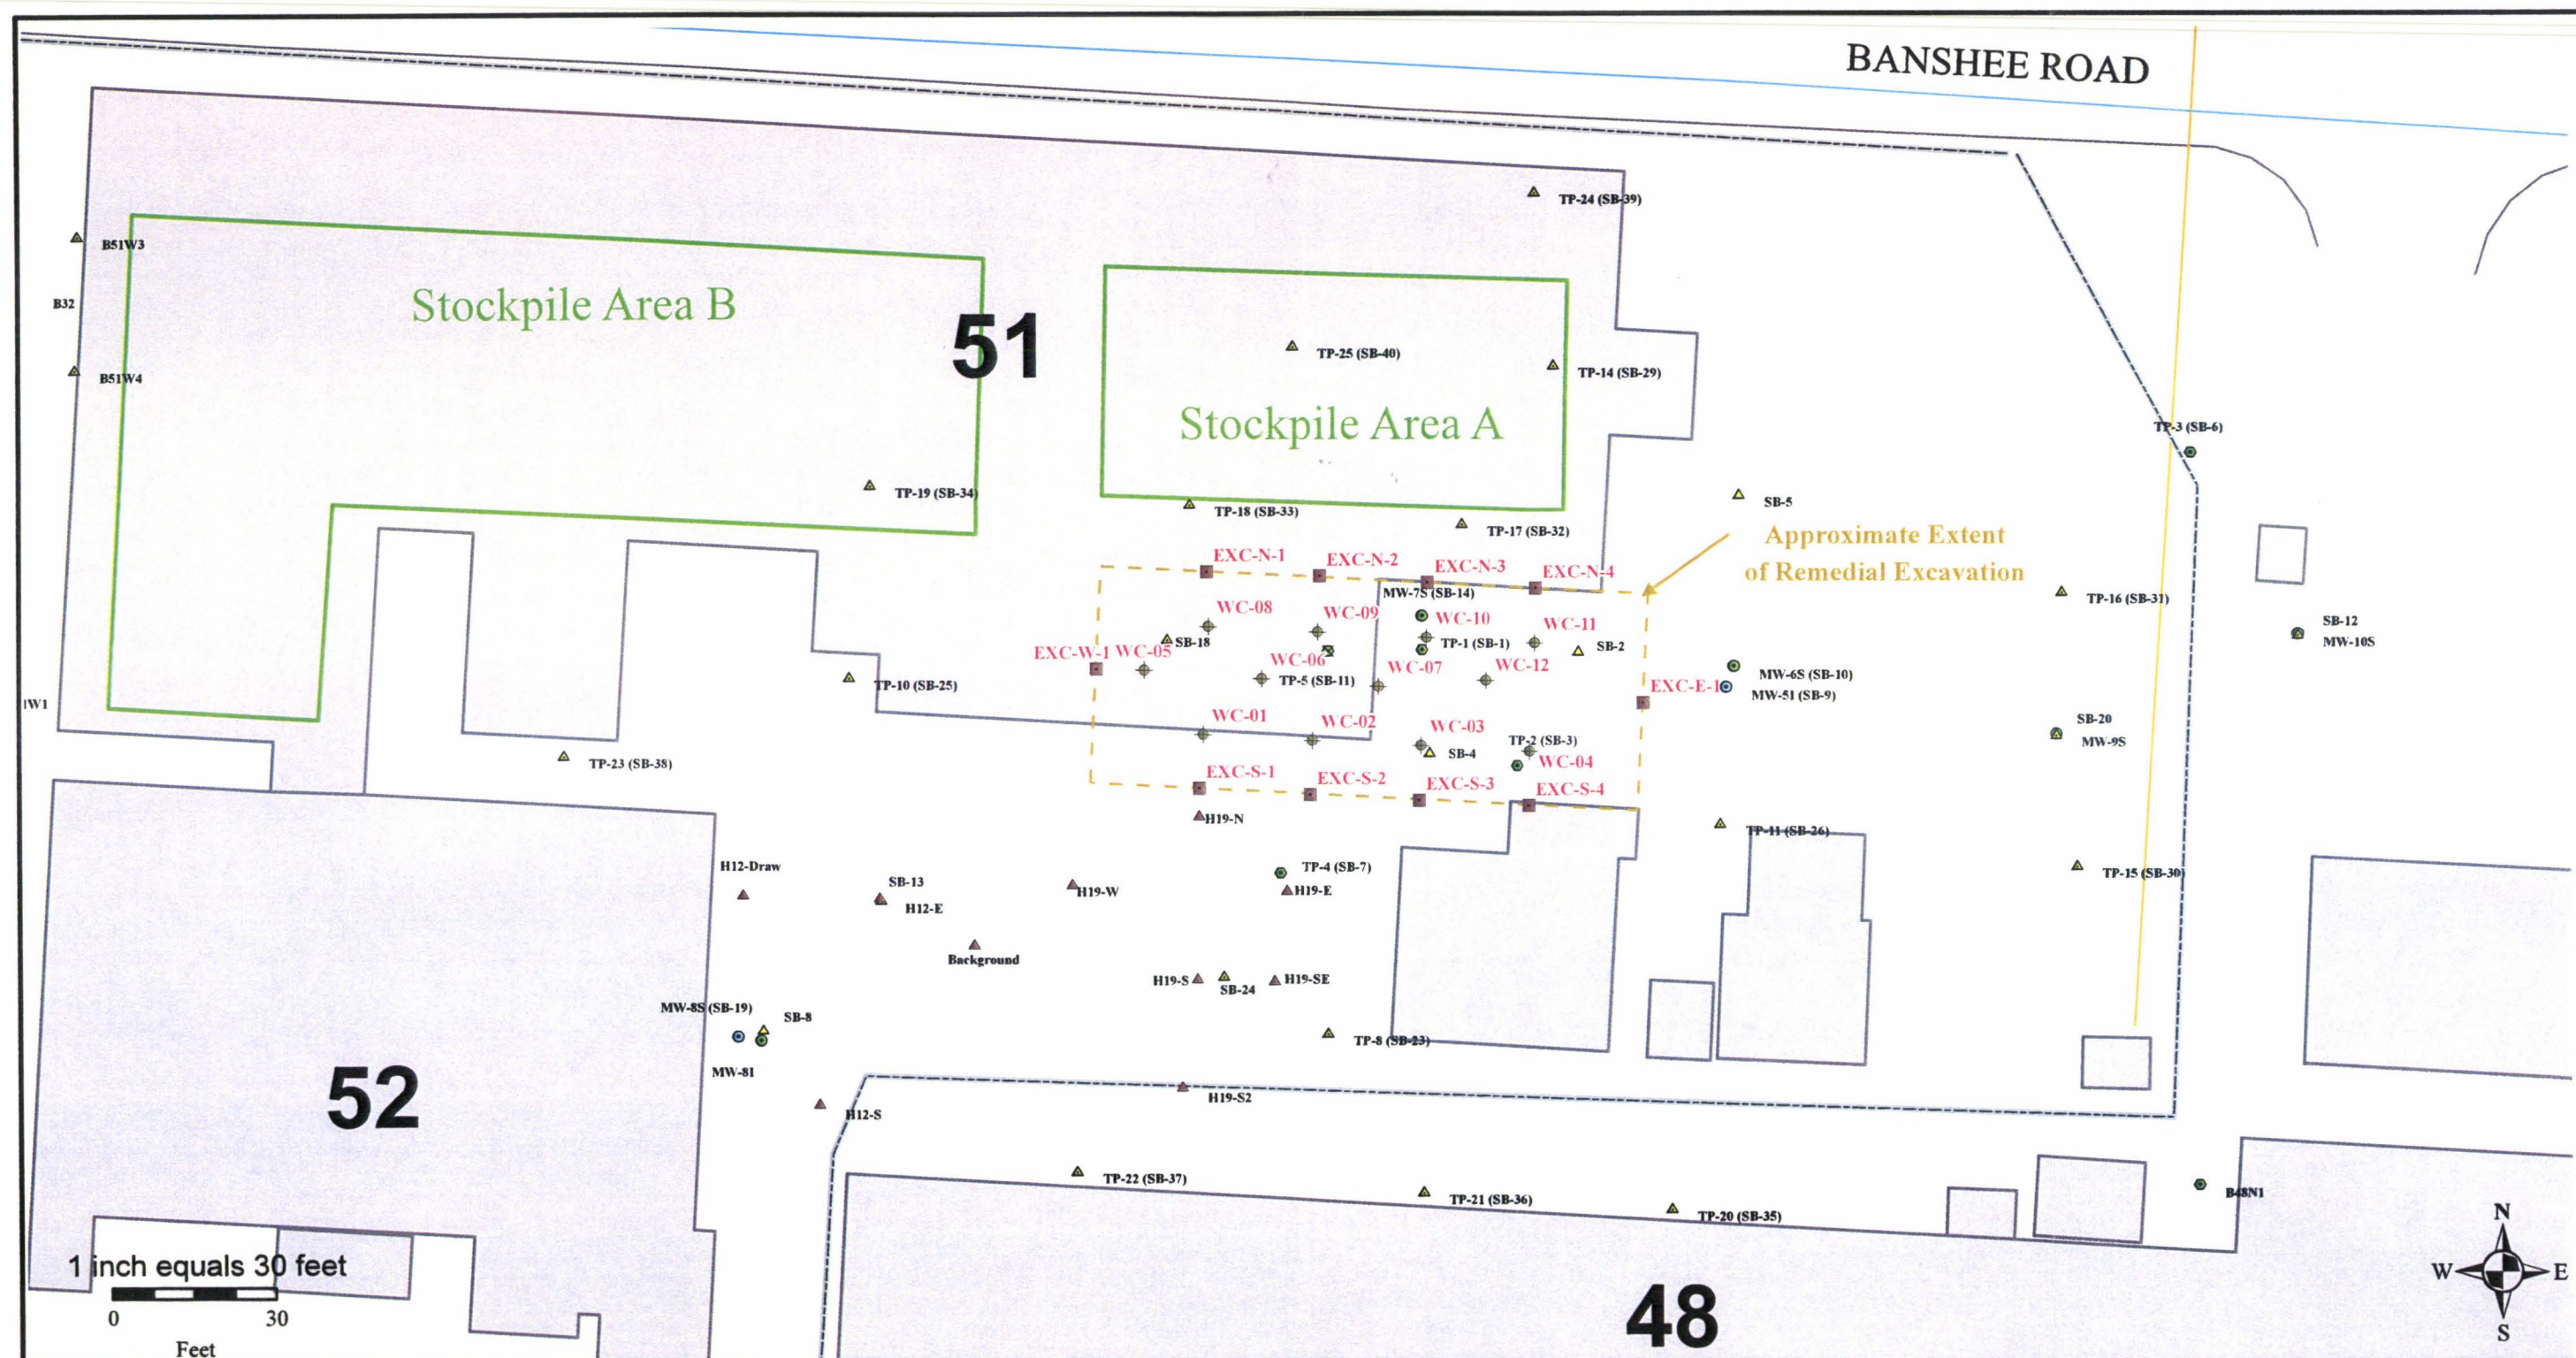 BANSHEE ROAD
TP-24 (SB-39)
B51W3
B32
Stockpile Area B
51
TP-25 (SB-40)
TP-14 (SB-29)
B51W4
Stockpile Area A
TP-3 (SB-6)
TP-19 (SB-34)
TP-18 (SB-33)
TP-17 (SB-32)
SB-5
Approximate Extent
of Remedial Excavation
EXC-N-1
EXC-N-2
EXC-N-3
EXC-N-4
MW-7S (SB-14)
TP-16 (SB-31)
WC-08
WC-09
WC-10
WC-11
SB-12
MW-10S
SB-18
TP-1 (SB-1)
SB-2
EXC-W-1
WC-05
WC-06
WC-07
WC-12
TP-5 (SB-11)
MW-6S (SB-10)
TP-10 (SB-25)
EXC-E-1
MW-5I (SB-9)
IW1
WC-01
WC-02
WC-03
TP-2 (SB-3)
SB-20
MW-9S
SB-4
WC-04
TP-23 (SB-38)
EXC-S-1
EXC-S-2
EXC-S-3
EXC-S-4
H19-N
TP-11 (SB-26)
H12-Draw
TP-4 (SB-7)
TP-15 (SB-30)
SB-13
H12-E
H19-W
H19-E
Background
H19-S
SB-24
H19-SE
MW-8S (SB-19)
SB-8
TP-8 (SB-23)
MW-8I
52
H12-S
H19-S2
TP-22 (SB-37)
TP-21 (SB-36)
TP-20 (SB-35)
B48N1
1 inch equals 30 feet
0 30
Feet
48
N
W E
S